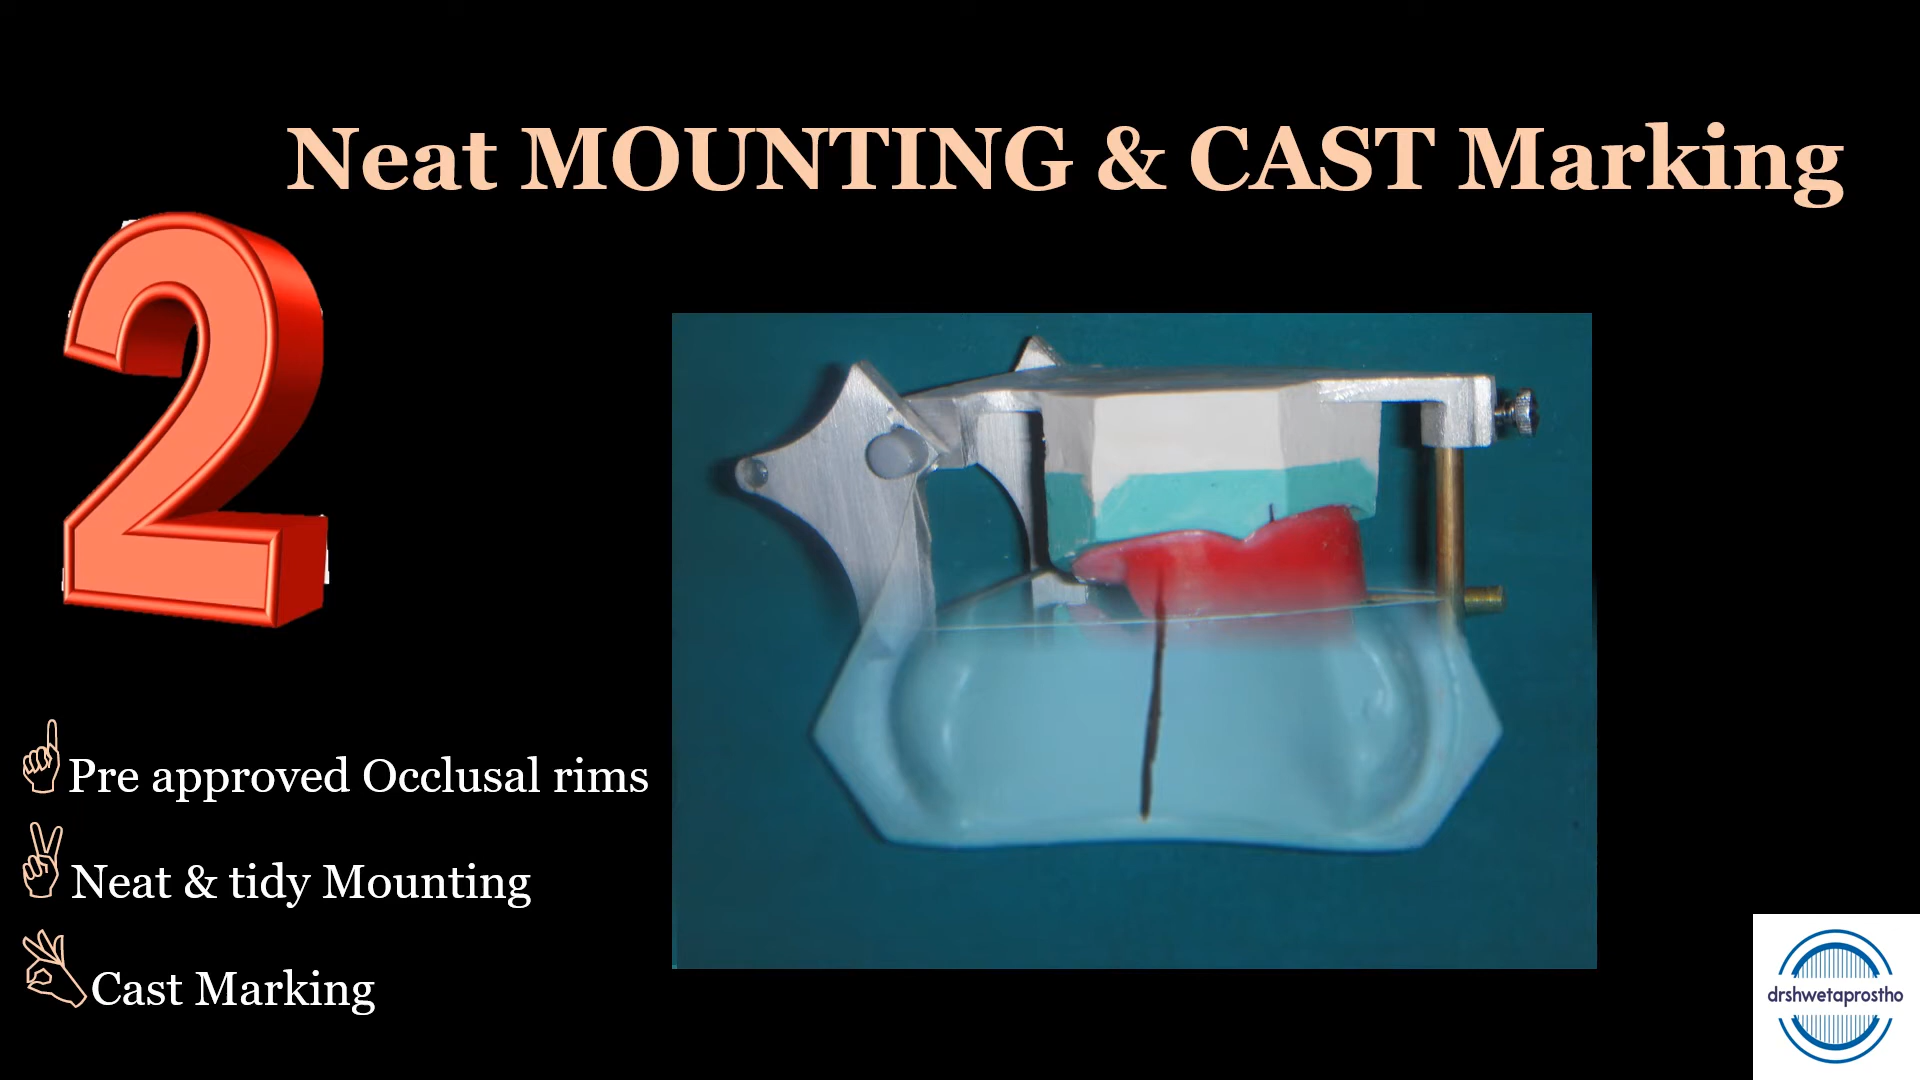 Neat MOUNTING & CAST Marking
2
Pre approved Occlusal rims
Neat & tidy Mounting
Cast Marking
drshwetaprostho